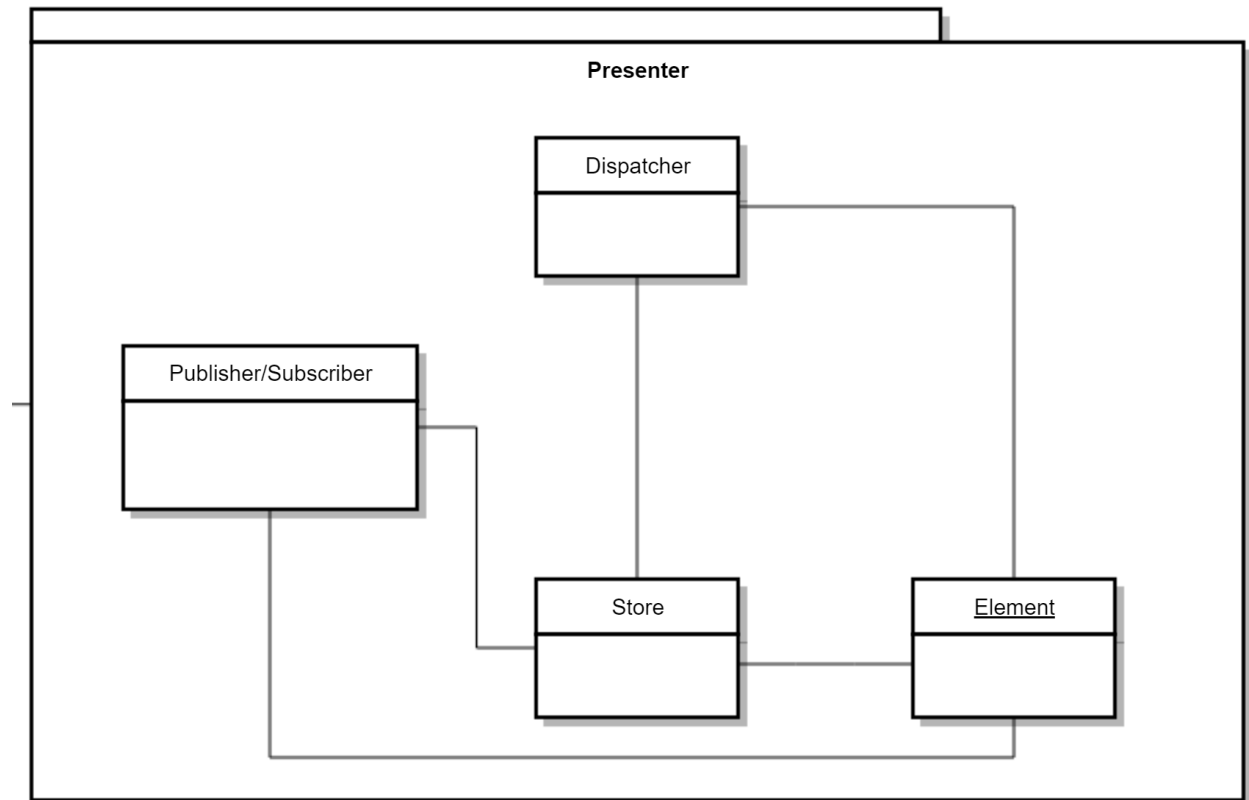 Presenter
Dispatcher
Publisher/Subscriber
Store
Element